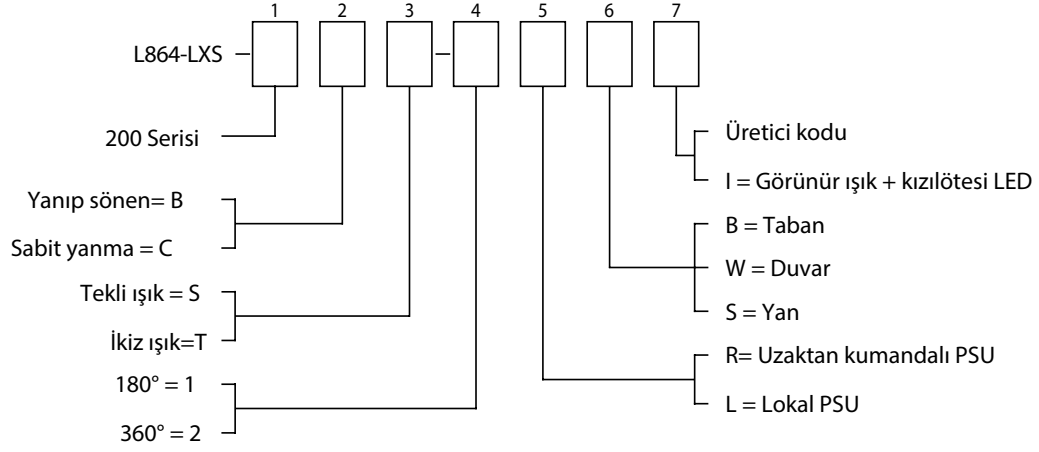 1 2 3 4 5 6 7
L864-LXS
200 Serisi
Yanıp sönen= B
Sabit yanma = C
Tekli ışık = S
İkiz ışık=T
180° = 1
360° = 2
Üretici kodu
I = Görünür ışık + kızılötesi LED
B = Taban
W = Duvar
S = Yan
R= Uzaktan kumandalı PSU
L = Lokal PSU